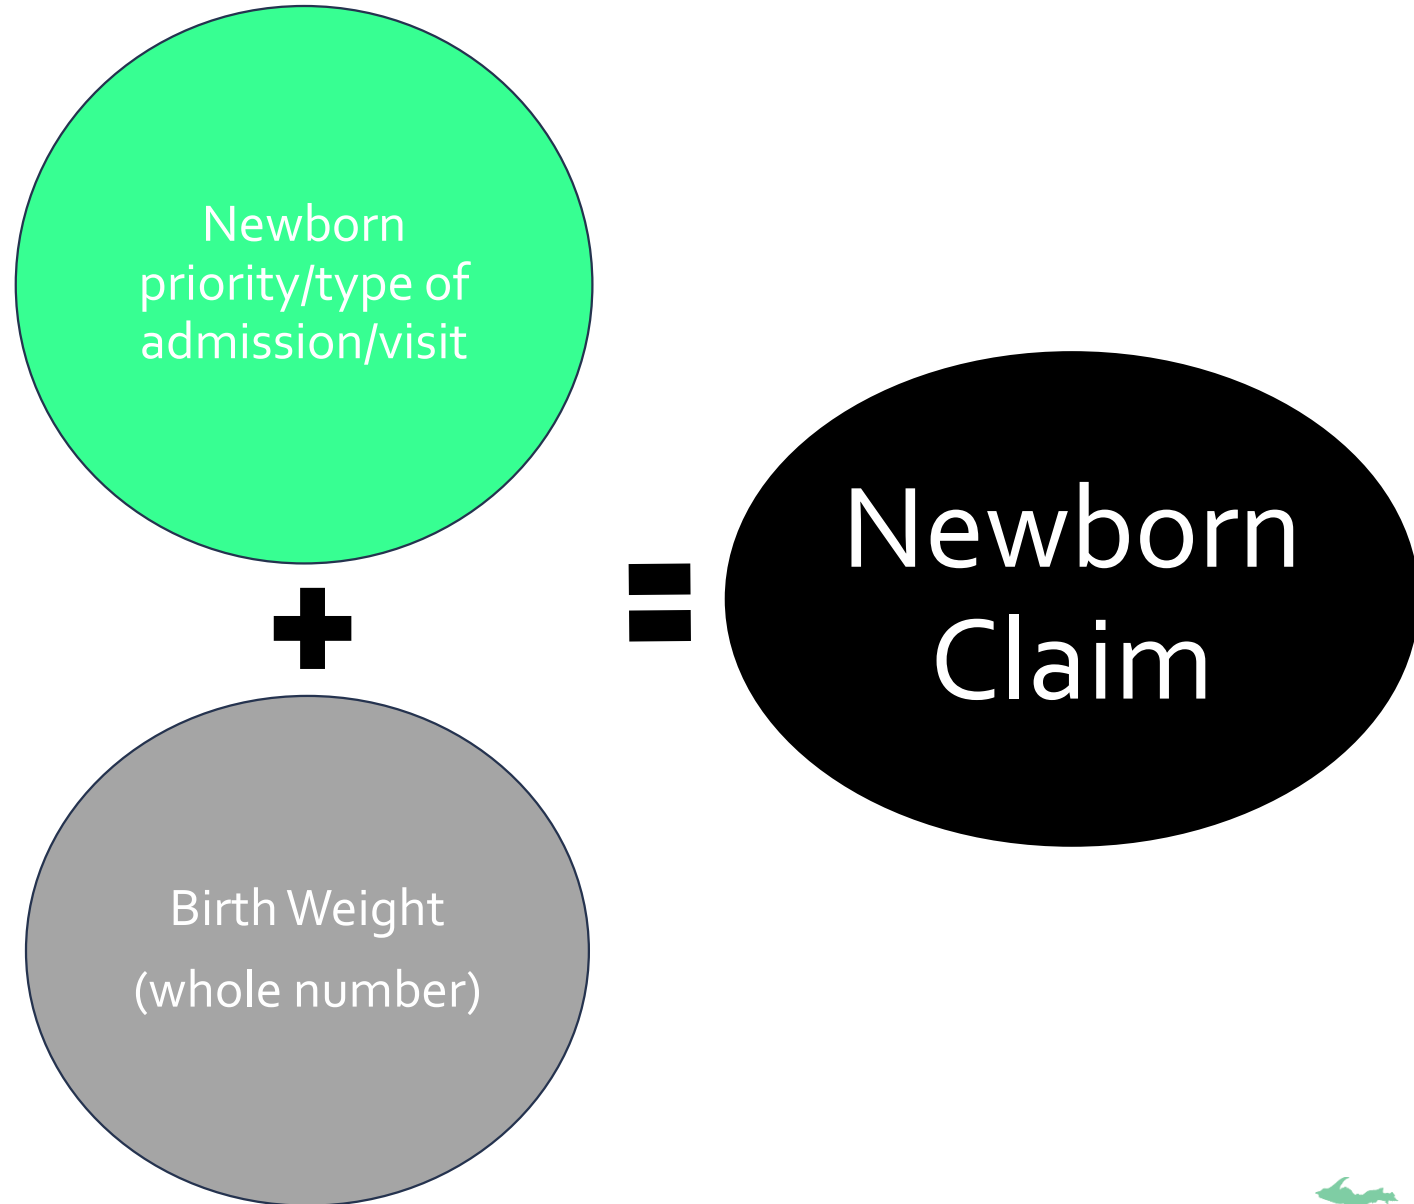 Newborn
priority/type of
admission/visit
Birth Weight
(whole number)
Newborn
Claim